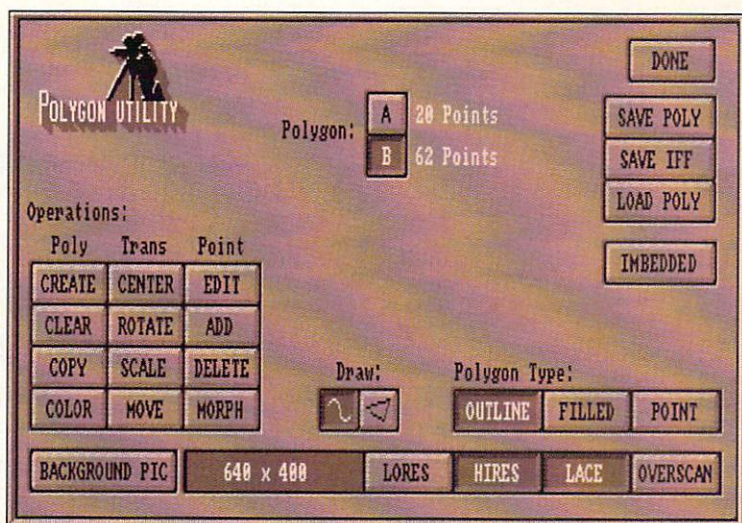 POLYGON UTILITY
Polygon:
A 20 Points
B 62 Points
DONE
SAVE POLY
SAVE IFF
LOAD POLY
IMBEDDED
Operations:
Poly Trans Point
CREATE CENTER EDIT
CLEAR ROTATE ADD
COPY SCALE DELETE
COLOR MOVE MORPH
Draw:
Polygon Type:
OUTLINE FILLED POINT
BACKGROUND PIC 640 x 400 LORES HIRES LACE OVERSCAN